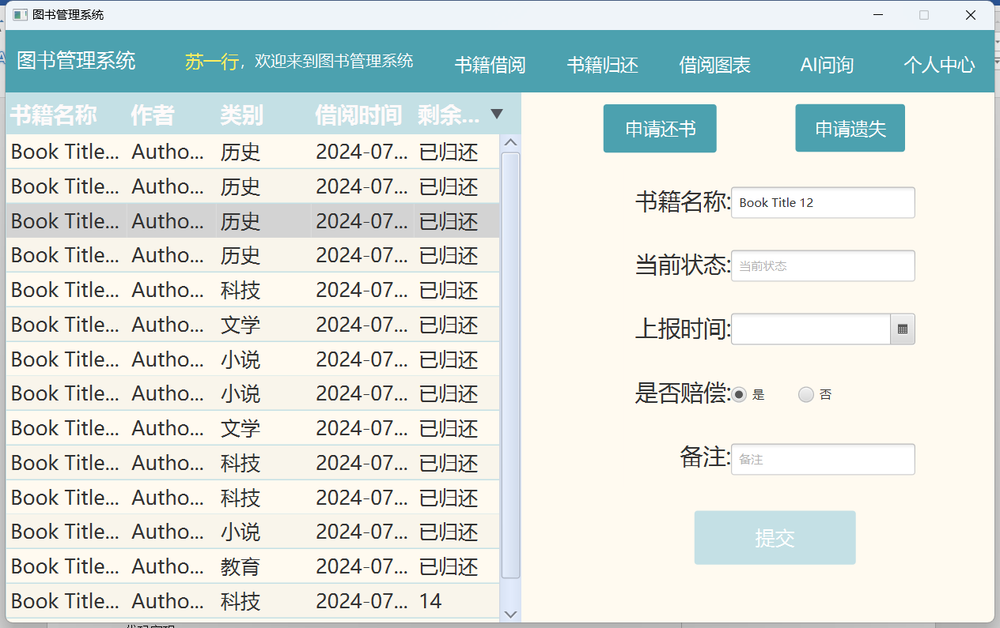 图书管理系统
图书管理系统 苏一行，欢迎来到图书管理系统 书籍借阅 书籍归还 借阅图表 AI问询 个人中心
书籍名称 作者 类别 借阅时间 剩余...
Book Title... Autho... 历史 2024-07... 已归还
Book Title... Autho... 历史 2024-07... 已归还
Book Title... Autho... 历史 2024-07... 已归还
Book Title... Autho... 历史 2024-07... 已归还
Book Title... Autho... 科技 2024-07... 已归还
Book Title... Autho... 文学 2024-07... 已归还
Book Title... Autho... 小说 2024-07... 已归还
Book Title... Autho... 小说 2024-07... 已归还
Book Title... Autho... 文学 2024-07... 已归还
Book Title... Autho... 科技 2024-07... 已归还
Book Title... Autho... 科技 2024-07... 已归还
Book Title... Autho... 小说 2024-07... 已归还
Book Title... Autho... 教育 2024-07... 已归还
Book Title... Autho... 科技 2024-07... 14
申请还书 申请遗失
书籍名称: Book Title 12
当前状态: 当前状态
上报时间:
是否赔偿: 是 否
备注: 备注
提交